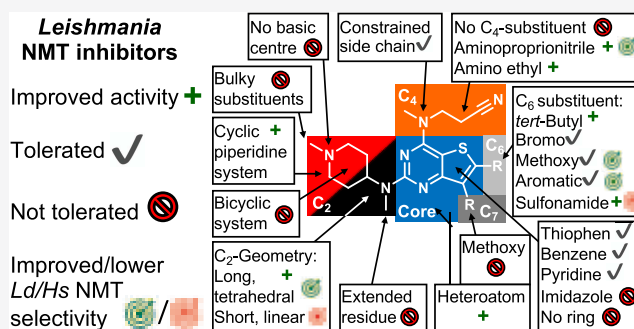 Leishmania
NMT inhibitors
Improved activity +
Tolerated ✓
Not tolerated
Improved/lower
Ld/Hs NMT
selectivity /
No basic
centre
Constrained
side chain ✓
No C4-substituent
Aminoproprionitrile +
Amino ethyl +
Bulky
substituents
Cyclic +
piperidine
system
Bicyclic
system
C2-Geometry:
Long, +
tetrahedral
Short, linear
Extended
residue
Heteroatom
+
Methoxy
C6 substituent:
tert-Butyl +
Bromo ✓
Methoxy ✓
Aromatic ✓
Sulfonamide +
Thiophen ✓
Benzene ✓
Pyridine ✓
Imidazole
No ring
C4
N
N
S
C6
R
N
N
N
N
R
C2
Core
C7